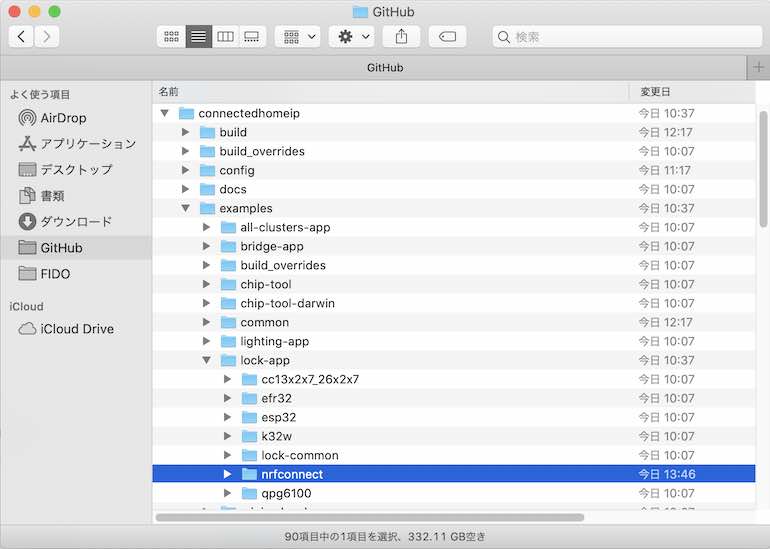 GitHub
検索
GitHub
よく使う項目
AirDrop
アプリケーション
デスクトップ
書類
ダウンロード
GitHub
FIDO
iCloud
iCloud Drive
名前 変更日
connectedhomeip 今日 10:37
build 今日 12:17
build_overrides 今日 10:07
config 今日 11:17
docs 今日 10:07
examples 今日 10:37
all-clusters-app 今日 10:07
bridge-app 今日 10:07
build_overrides 今日 10:07
chip-tool 今日 10:07
chip-tool-darwin 今日 10:07
common 今日 12:17
lighting-app 今日 10:07
lock-app 今日 10:37
cc13x2x7_26x2x7 今日 10:07
efr32 今日 10:07
esp32 今日 10:07
k32w 今日 10:07
lock-common 今日 10:07
nrfconnect 今日 13:46
qpg6100 今日 10:07
90項目中の1項目を選択、332.11 GB空き